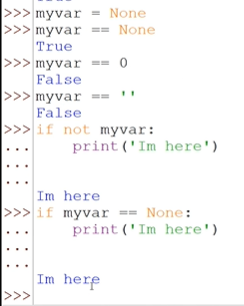 >>> myvar = None
>>> myvar == None
True
>>> myvar == 0
False
>>> myvar == ''
False
>>> if not myvar:
...     print('Im here')
...
...
Im here
>>> if myvar == None:
...     print('Im here')
...
...
Im here
>>>